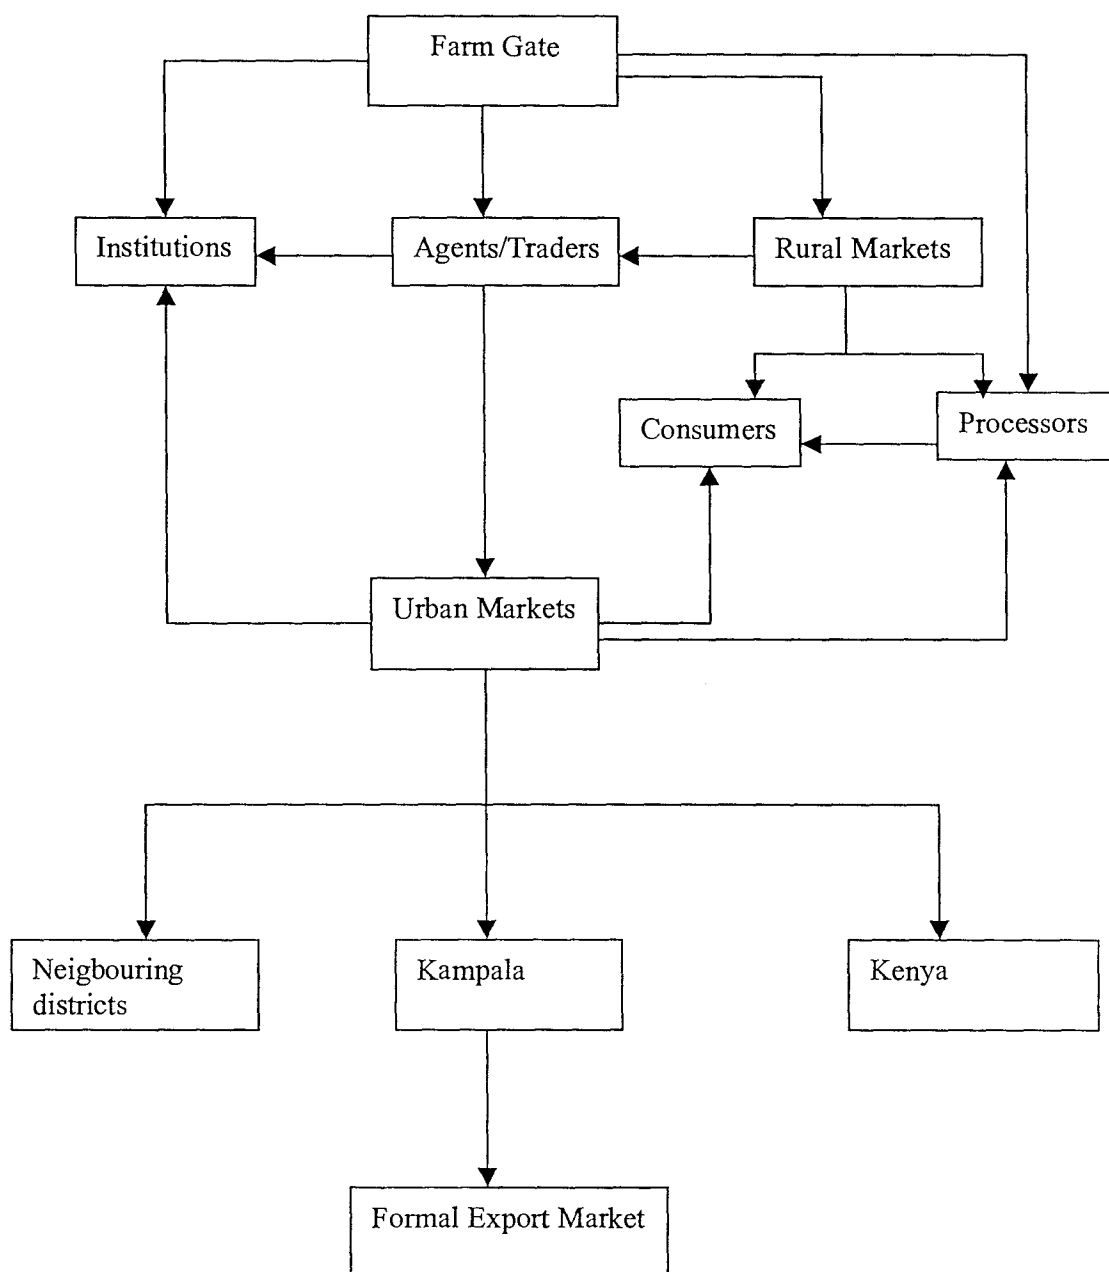 Farm Gate
Institutions
Agents/Traders
Rural Markets
Consumers
Processors
Urban Markets
Neigbouring
districts
Kampala
Kenya
Formal Export Market